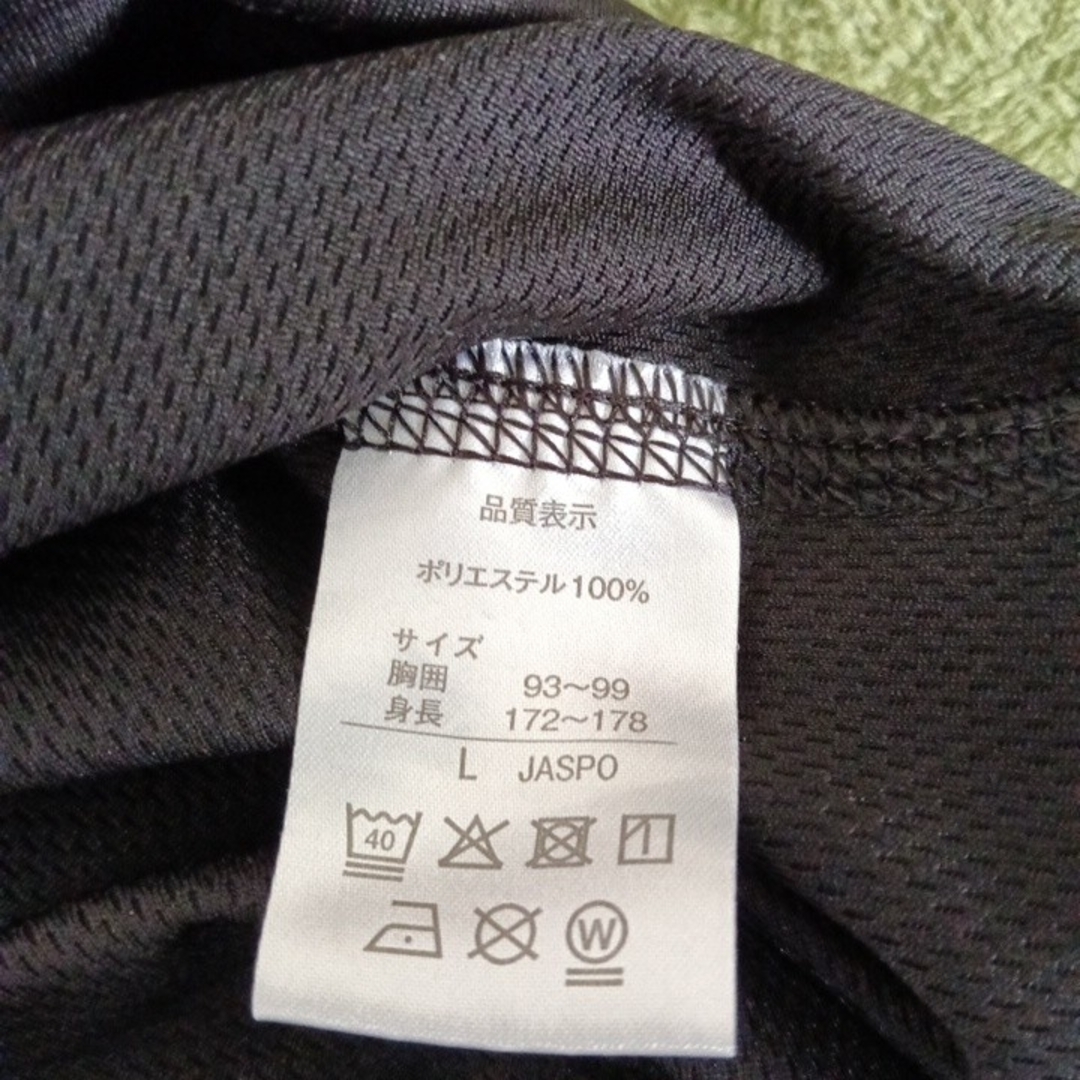 品質表示
ポリエステル100%
サイズ
胸囲 93〜99
身長 172〜178
L JASPO
40
W